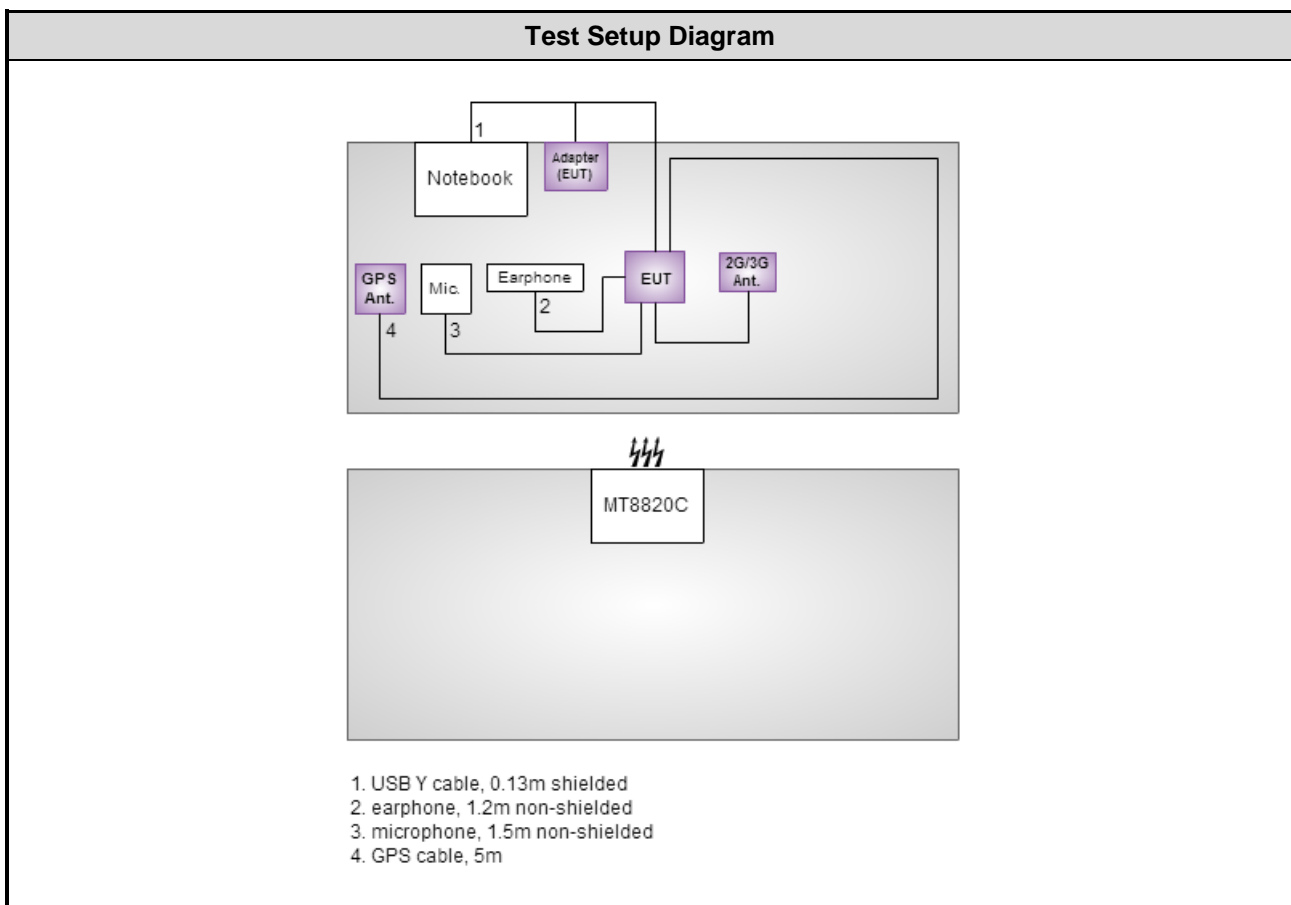 Test Setup Diagram
1
Notebook
Adapter
(EUT)
GPS
Ant.
Mic.
Earphone
EUT
2G/3G
Ant.
2
4
3
MT8820C
1. USB Y cable, 0.13m shielded
2. earphone, 1.2m non-shielded
3. microphone, 1.5m non-shielded
4. GPS cable, 5m